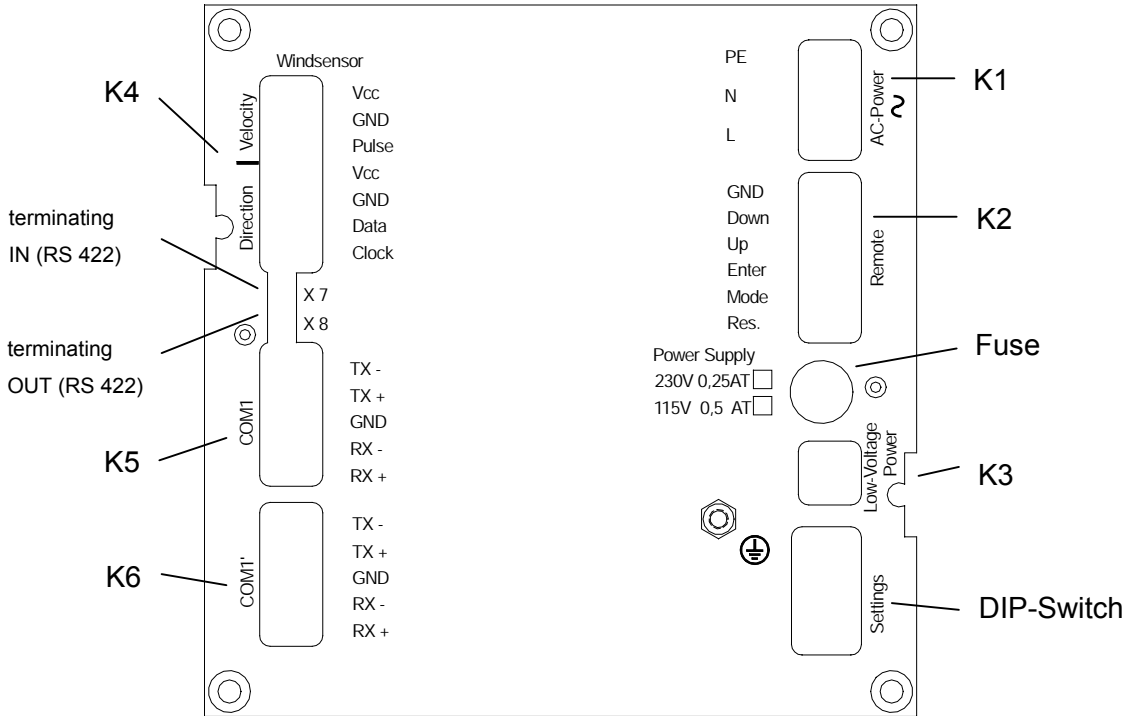 Windsensor
K4
Velocity
Direction
Vcc
GND
Pulse
Vcc
GND
Data
Clock
terminating
IN (RS 422)
X 7
X 8
terminating
OUT (RS 422)
COM1
TX -
TX +
GND
RX -
RX +
K5
COM1'
TX -
TX +
GND
RX -
RX +
K6
PE
N
L
AC-Power
~
K1
GND
Down
Up
Enter
Mode
Res.
Remote
K2
Power Supply
230V 0,25AT
115V 0,5 AT
Fuse
Low-Voltage
Power
K3
Settings
DIP-Switch